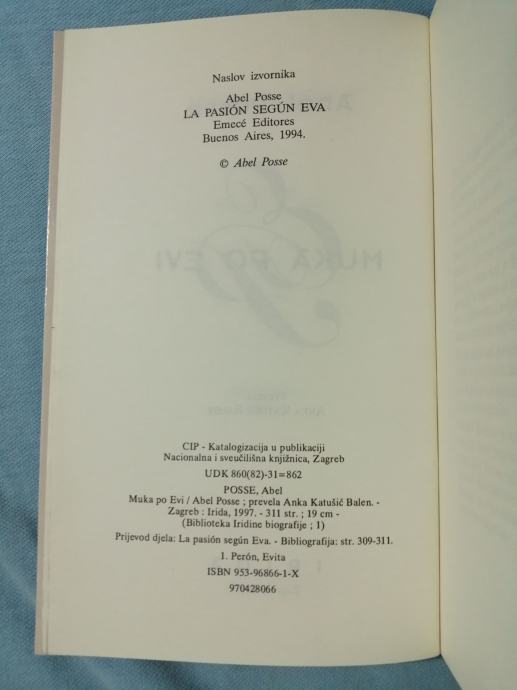 Naslov izvornika
Abel Posse
LA PASIÓN SEGÚN EVA
Emecé Editores
Buenos Aires, 1994.
© Abel Posse
MUKA PO EVI
CIP - Katalogizacija u publikaciji
Nacionalna i sveučilišna knjižnica, Zagreb
UDK 860(82)-31=862
POSSE, Abel
Muka po Evi / Abel Posse ; prevela Anka Katušić Balen. -
Zagreb : Irida, 1997. - 311 str. ; 19 cm -
(Biblioteka Iridine biografije ; 1)
Prijevod djela: La pasión según Eva. - Bibliografija: str. 309-311.
1. Perón, Evita
ISBN 953-96866-1-X
970428066